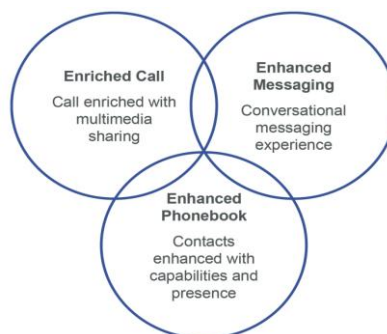 Enriched Call
Call enriched with
multimedia
sharing
Enhanced
Messaging
Conversational
messaging
experience
Enhanced
Phonebook
Contacts
enhanced with
capabilities and
presence